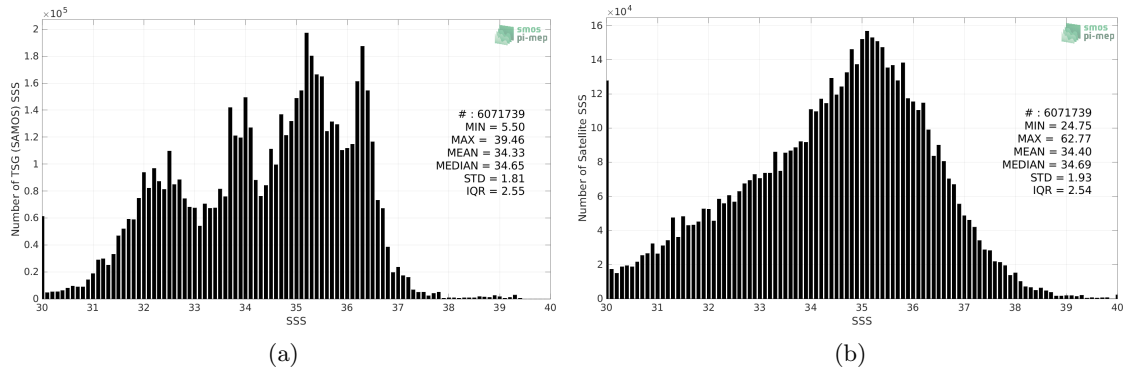 ×10⁵
smos
pi-mep
Number of TSG (SAMOS) SSS
2
1.8
1.6
1.4
1.2
1
0.8
0.6
0.4
0.2
0
# : 6071739
MIN = 5.50
MAX = 39.46
MEAN = 34.33
MEDIAN = 34.65
STD = 1.81
IQR = 2.55
30 31 32 33 34 35 36 37 38 39 40
SSS
(a)
×10⁴
smos
pi-mep
Number of Satellite SSS
16
14
12
10
8
6
4
2
0
# : 6071739
MIN = 24.75
MAX = 62.77
MEAN = 34.40
MEDIAN = 34.69
STD = 1.93
IQR = 2.54
30 31 32 33 34 35 36 37 38 39 40
SSS
(b)